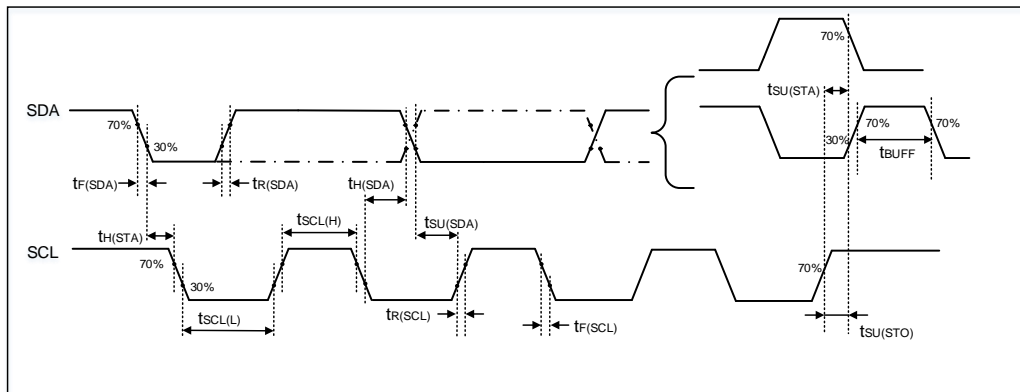 70%
tSU(STA)
SDA
70%
30%
30%
70%
70%
tBUFF
tF(SDA)
tR(SDA)
tH(SDA)
tSCL(H)
tSU(SDA)
tH(STA)
SCL
70%
30%
70%
tSCL(L)
tR(SCL)
tF(SCL)
tSU(STO)